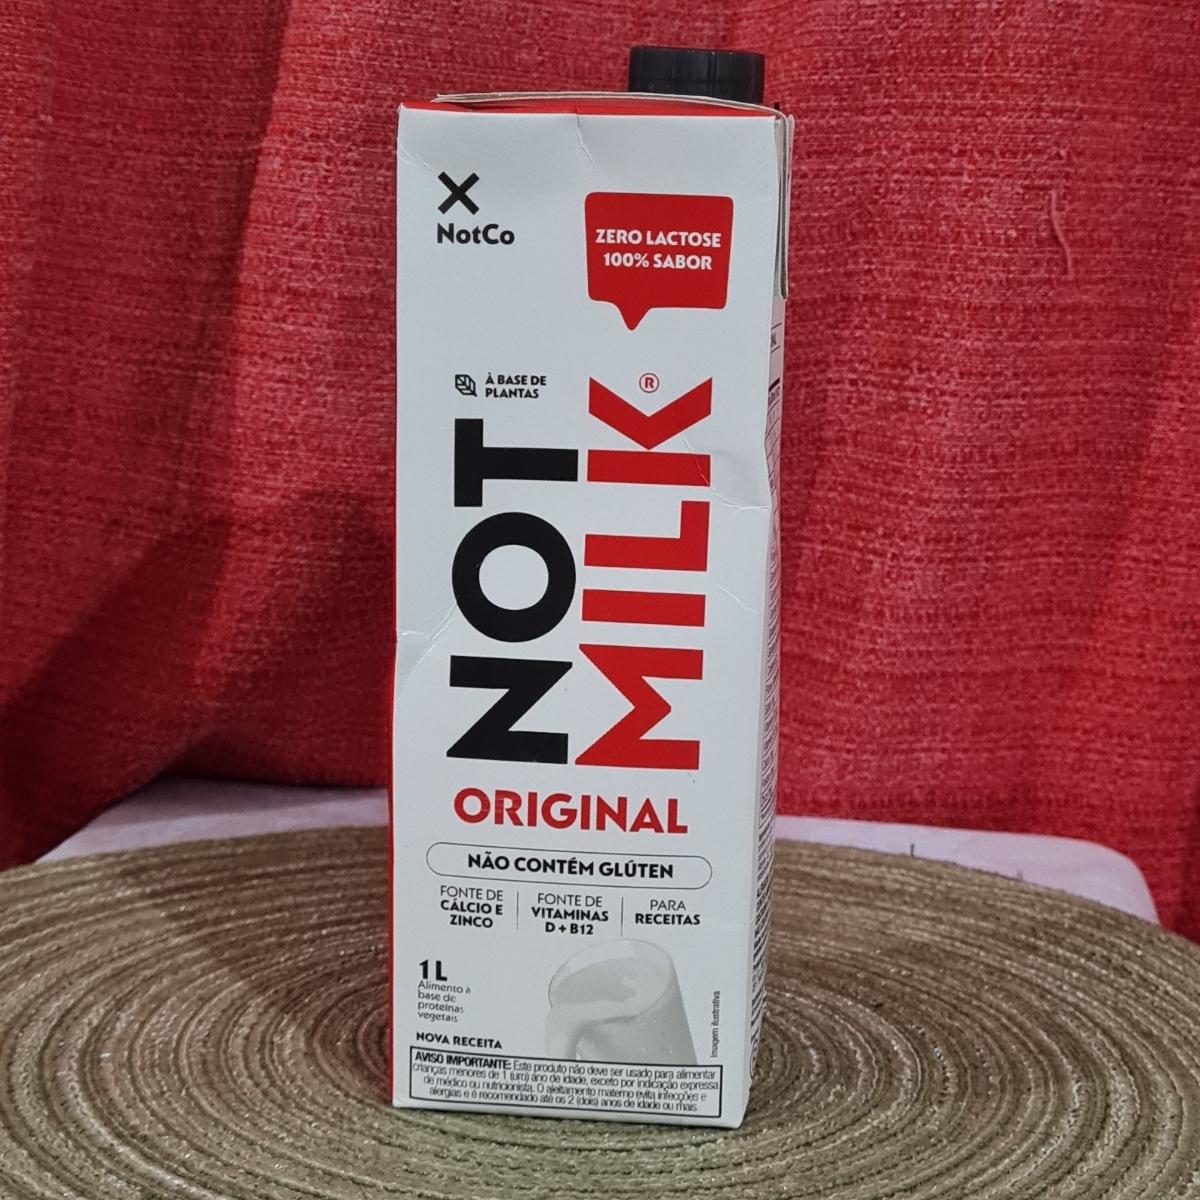 NotCo
ZERO LACTOSE
100% SABOR
À BASE DE
PLANTAS
NOT
MILK®
ORIGINAL
NÃO CONTÉM GLÚTEN
FONTE DE
CÁLCIO E
ZINCO
FONTE DE
VITAMINAS
D + B12
PARA
RECEITAS
1 L
Alimento à
base de
proteínas
vegetais
NOVA RECEITA
Imagem ilustrativa
AVISO IMPORTANTE: Este produto não deve ser usado para alimentar
crianças menores de 1 (um) ano de idade, exceto por indicação expressa
de médico ou nutricionista. O aleitamento materno evita infecções e
alergias e é recomendado até os 2 (dois) anos de idade ou mais.